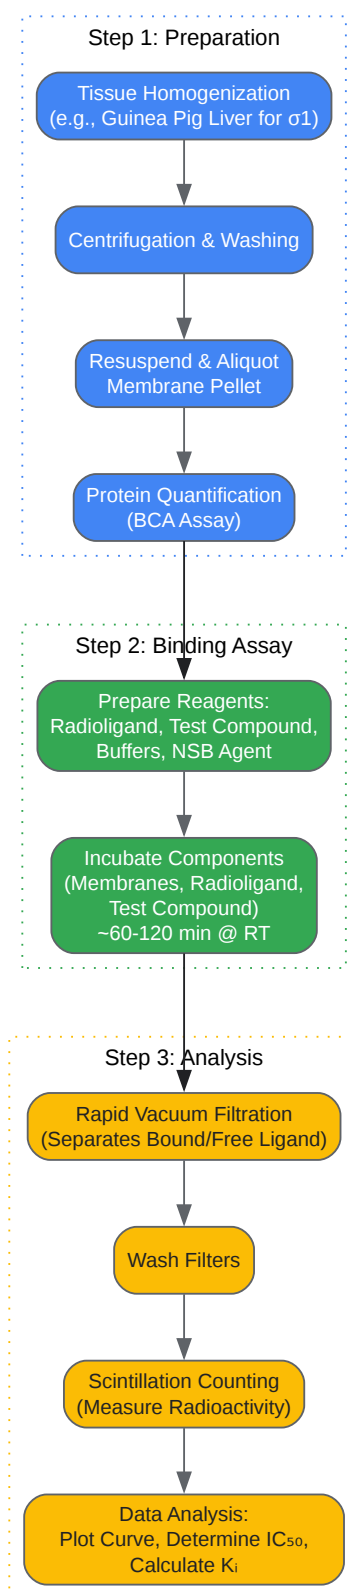 Step 1: Preparation
Tissue Homogenization
(e.g., Guinea Pig Liver for σ1)
Centrifugation & Washing
Resuspend & Aliquot
Membrane Pellet
Protein Quantification
(BCA Assay)
Step 2: Binding Assay
Prepare Reagents:
Radioligand, Test Compound,
Buffers, NSB Agent
Incubate Components
(Membranes, Radioligand,
Test Compound)
~60-120 min @ RT
Step 3: Analysis
Rapid Vacuum Filtration
(Separates Bound/Free Ligand)
Wash Filters
Scintillation Counting
(Measure Radioactivity)
Data Analysis:
Plot Curve, Determine IC₅₀,
Calculate Kᵢ